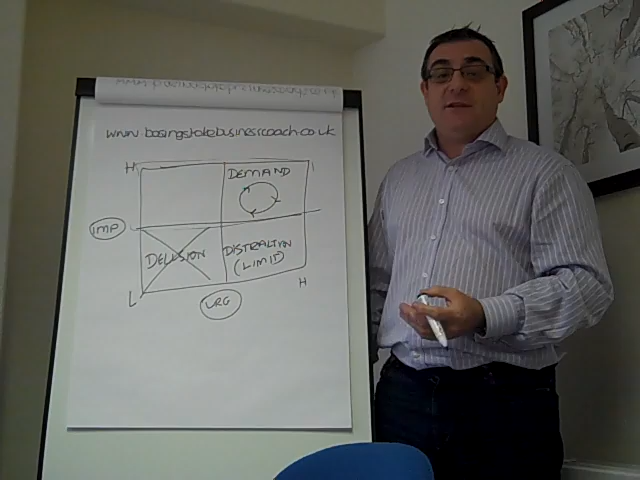 www.basingstokebusinesscoach.co.uk
H
DEMAND
IMP
DELUSION
DISTRACTION
(LIMIT)
L
URG
H